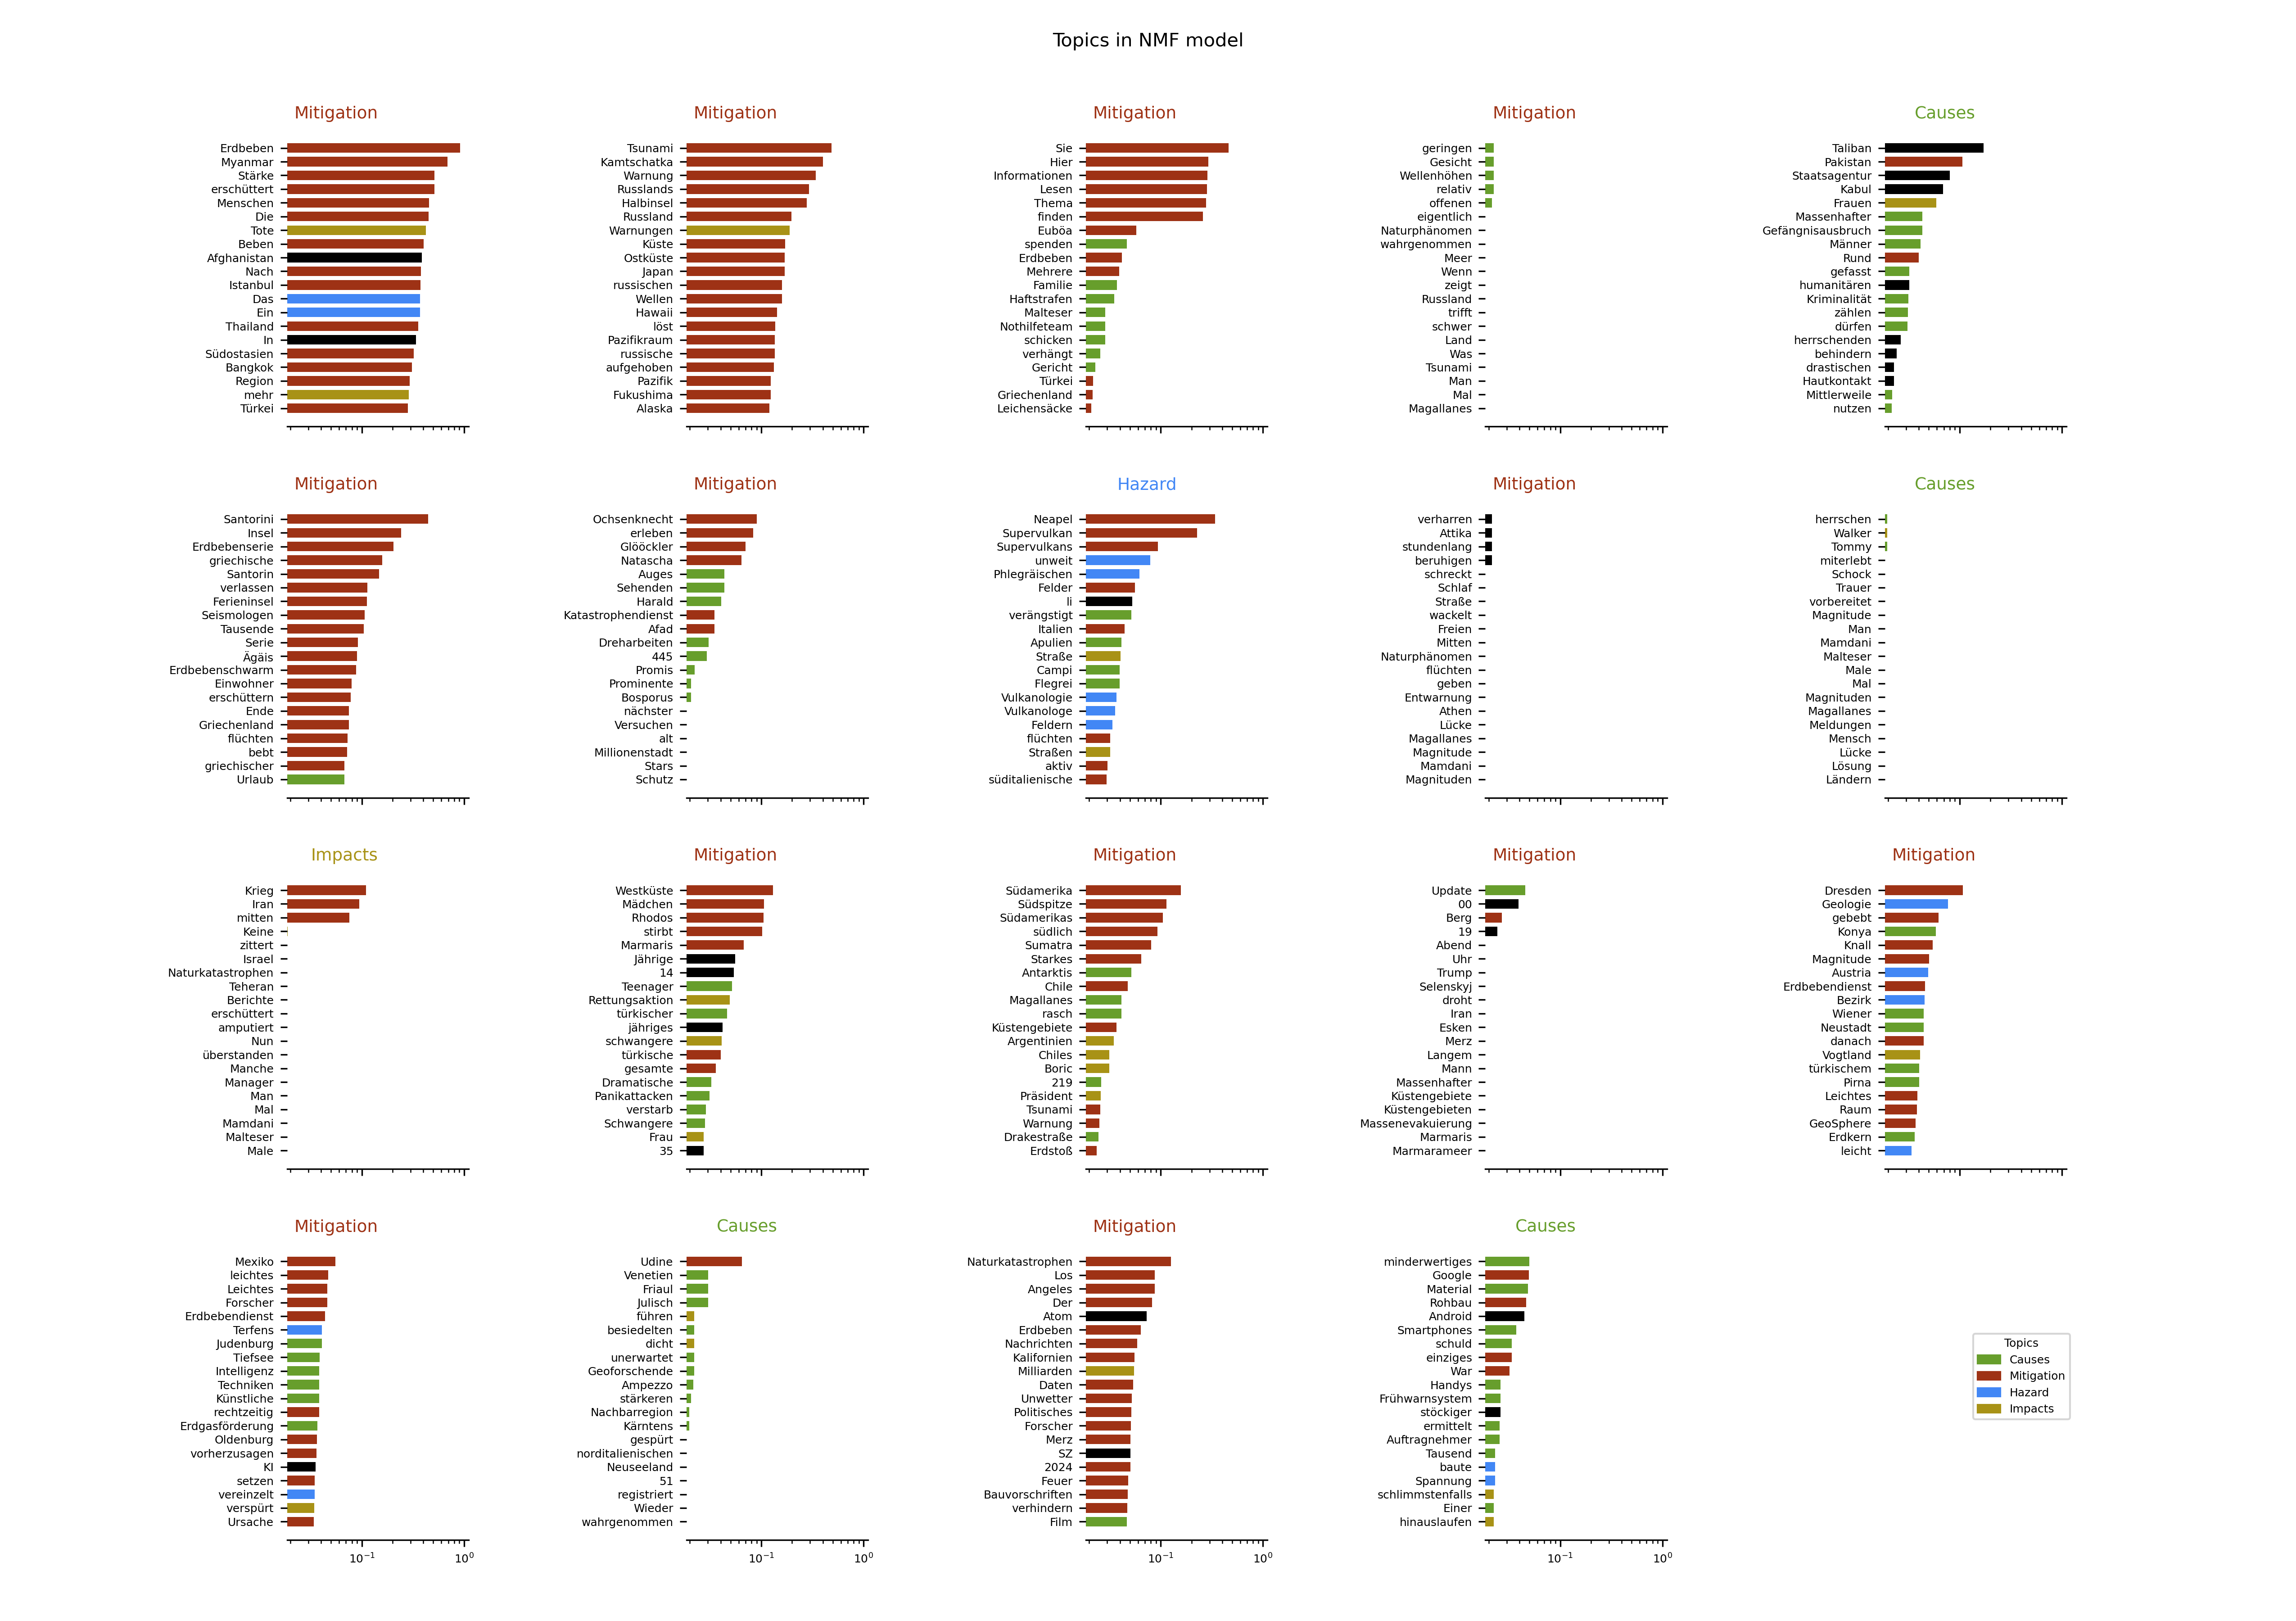 Topics in NMF model
Mitigation
Erdbeben
Myanmar
Stärke
erschüttert
Menschen
Die
Tote
Beben
Afghanistan
Nach
Istanbul
Das
Ein
Thailand
In
Südostasien
Bangkok
Region
mehr
Türkei
Mitigation
Tsunami
Kamtschatka
Warnung
Russlands
Halbinsel
Russland
Warnungen
Küste
Ostküste
Japan
russischen
Wellen
Hawaii
löst
Pazifikraum
russische
aufgehoben
Pazifik
Fukushima
Alaska
Mitigation
Sie
Hier
Informationen
Lesen
Thema
finden
Euböa
spenden
Erdbeben
Mehrere
Familie
Haftstrafen
Malteser
Nothilfeteam
schicken
verhängt
Gericht
Türkei
Griechenland
Leichensäcke
Mitigation
geringen
Gesicht
Wellenhöhen
relativ
offenen
eigentlich
Naturphänomen
wahrgenommen
Meer
Wenn
zeigt
Russland
trifft
schwer
Land
Was
Tsunami
Man
Mal
Magallanes
Causes
Taliban
Pakistan
Staatsagentur
Kabul
Frauen
Massenhafter
Gefängnisausbruch
Männer
Rund
gefasst
humanitären
Kriminalität
zählen
dürfen
herrschenden
behindern
drastischen
Hautkontakt
Mittlerweile
nutzen
Mitigation
Santorini
Insel
Erdbebenserie
griechische
Santorin
verlassen
Ferieninsel
Seismologen
Tausende
Serie
Ägäis
Erdbebenschwarm
Einwohner
erschüttern
Ende
Griechenland
flüchten
bebt
griechischer
Urlaub
Mitigation
Ochsenknecht
erleben
Glööckler
Natascha
Auges
Sehenden
Harald
Katastrophendienst
Afad
Dreharbeiten
445
Promis
Prominente
Bosporus
nächster
Versuchen
alt
Millionenstadt
Stars
Schutz
Hazard
Neapel
Supervulkan
Supervulkans
unweit
Phlegräischen
Felder
li
verängstigt
Italien
Apulien
Straße
Campi
Flegrei
Vulkanologie
Vulkanologe
Feldern
flüchten
Straßen
aktiv
süditalienische
Mitigation
verharren
Attika
stundenlang
beruhigen
schreckt
Schlaf
Straße
wackelt
Freien
Mitten
Naturphänomen
flüchten
geben
Entwarnung
Athen
Lücke
Magallanes
Magnitude
Mamdani
Magnituden
Causes
herrschen
Walker
Tommy
miterlebt
Schock
Trauer
vorbereitet
Magnitude
Man
Mamdani
Malteser
Male
Mal
Magnituden
Magallanes
Meldungen
Mensch
Lücke
Lösung
Ländern
Impacts
Krieg
Iran
mitten
Keine
zittert
Israel
Naturkatastrophen
Teheran
Berichte
erschüttert
amputiert
Nun
überstanden
Manche
Manager
Man
Mal
Mamdani
Malteser
Male
Mitigation
Westküste
Mädchen
Rhodos
stirbt
Marmaris
Jährige
14
Teenager
Rettungsaktion
türkischer
jähriges
schwangere
türkische
gesamte
Dramatische
Panikattacken
verstarb
Schwangere
Frau
35
Mitigation
Südamerika
Südspitze
Südamerikas
südlich
Sumatra
Starkes
Antarktis
Chile
Magallanes
rasch
Küstengebiete
Argentinien
Chiles
Boric
219
Präsident
Tsunami
Warnung
Drakestraße
Erdstoß
Mitigation
Update
00
Berg
19
Abend
Uhr
Trump
Selenskyj
droht
Iran
Esken
Merz
Langem
Mann
Massenhafter
Küstengebiete
Küstengebieten
Massenevakuierung
Marmaris
Marmarameer
Mitigation
Dresden
Geologie
gebebt
Konya
Knall
Magnitude
Austria
Erdbebendienst
Bezirk
Wiener
Neustadt
danach
Vogtland
türkischem
Pirna
Leichtes
Raum
GeoSphere
Erdkern
leicht
Mitigation
Mexiko
leichtes
Leichtes
Forscher
Erdbebendienst
Terfens
Judenburg
Tiefsee
Intelligenz
Techniken
Künstliche
rechtzeitig
Erdgasförderung
Oldenburg
vorherzusagen
KI
setzen
vereinzelt
verspürt
Ursache
10⁻¹ 10⁰
Causes
Udine
Venetien
Friaul
Julisch
führen
besiedelten
dicht
unerwartet
Geoforschende
Ampezzo
stärkeren
Nachbarregion
Kärntens
gespürt
norditalienischen
Neuseeland
51
registriert
Wieder
wahrgenommen
10⁻¹ 10⁰
Mitigation
Naturkatastrophen
Los
Angeles
Der
Atom
Erdbeben
Nachrichten
Kalifornien
Milliarden
Daten
Unwetter
Politisches
Forscher
Merz
SZ
2024
Feuer
Bauvorschriften
verhindern
Film
10⁻¹ 10⁰
Causes
minderwertiges
Google
Material
Rohbau
Android
Smartphones
schuld
einziges
War
Handys
Frühwarnsystem
stöckiger
ermittelt
Auftragnehmer
Tausend
baute
Spannung
schlimmstenfalls
Einer
hinauslaufen
10⁻¹ 10⁰
Topics
Causes
Mitigation
Hazard
Impacts